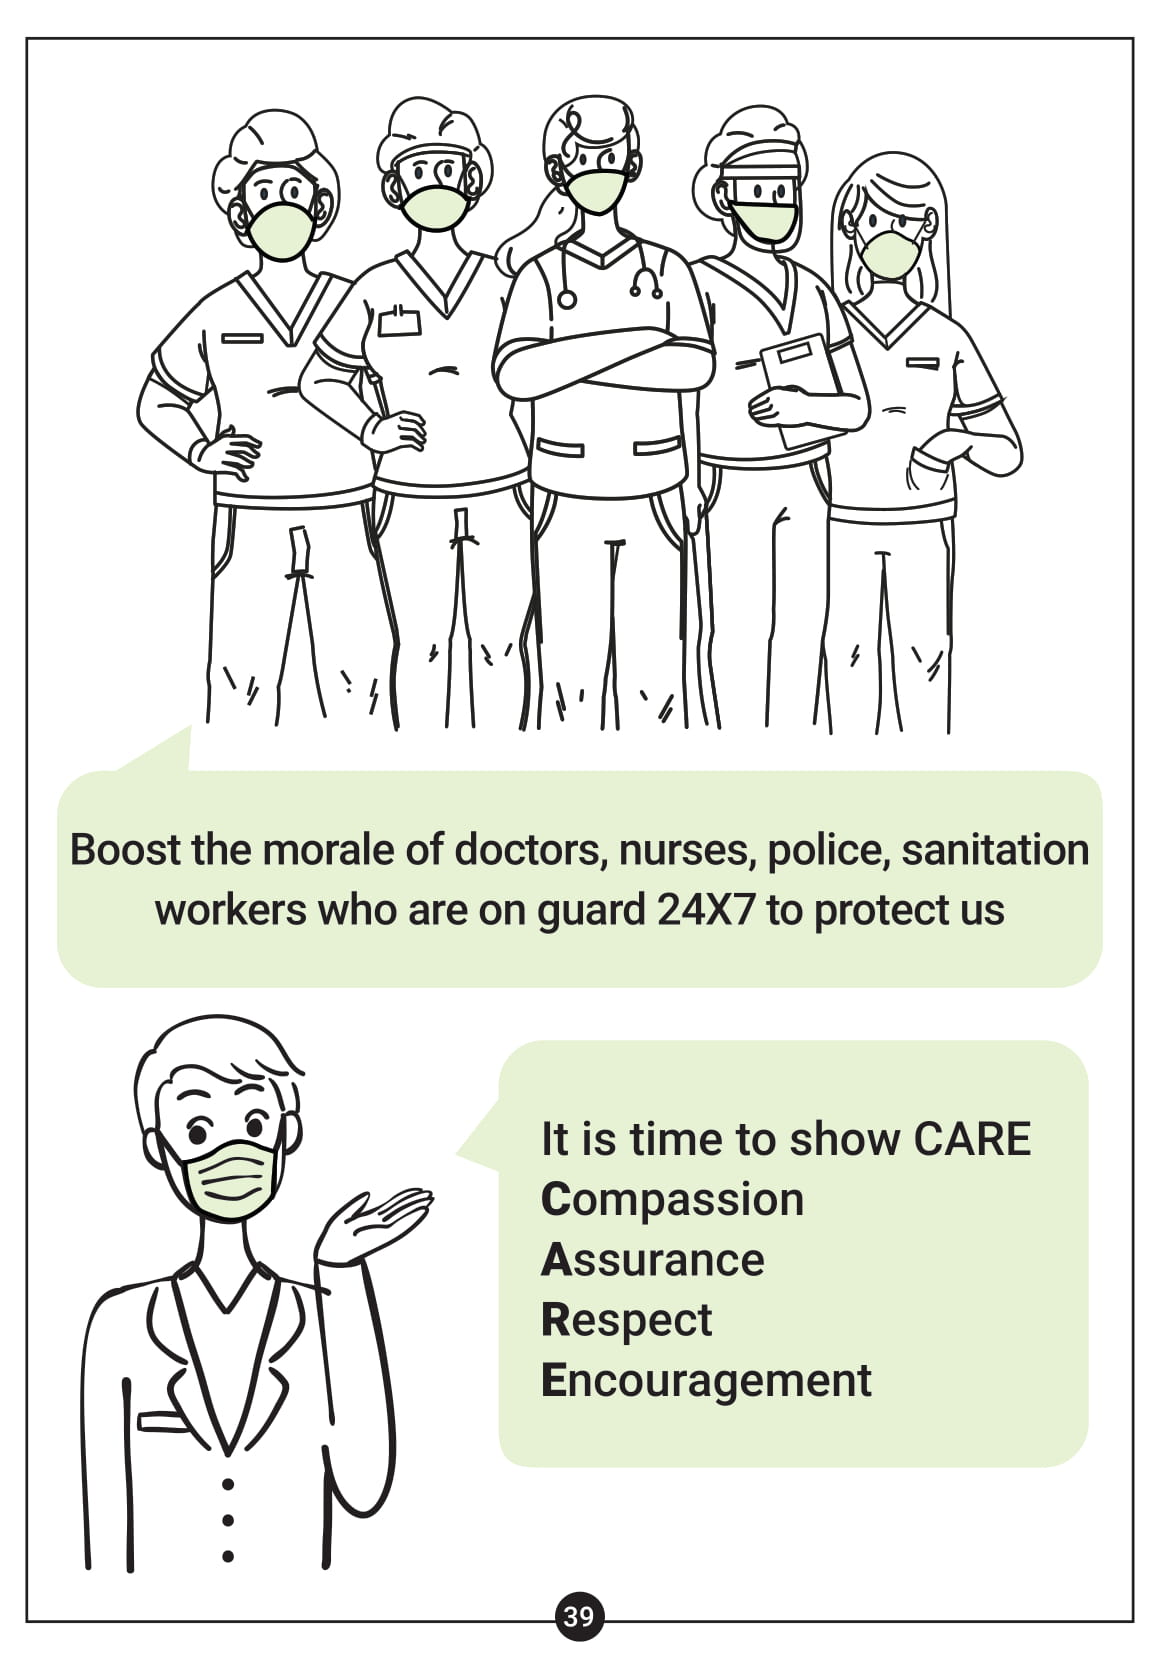 Boost the morale of doctors, nurses, police, sanitation
workers who are on guard 24X7 to protect us
It is time to show CARE
Compassion
Assurance
Respect
Encouragement
39